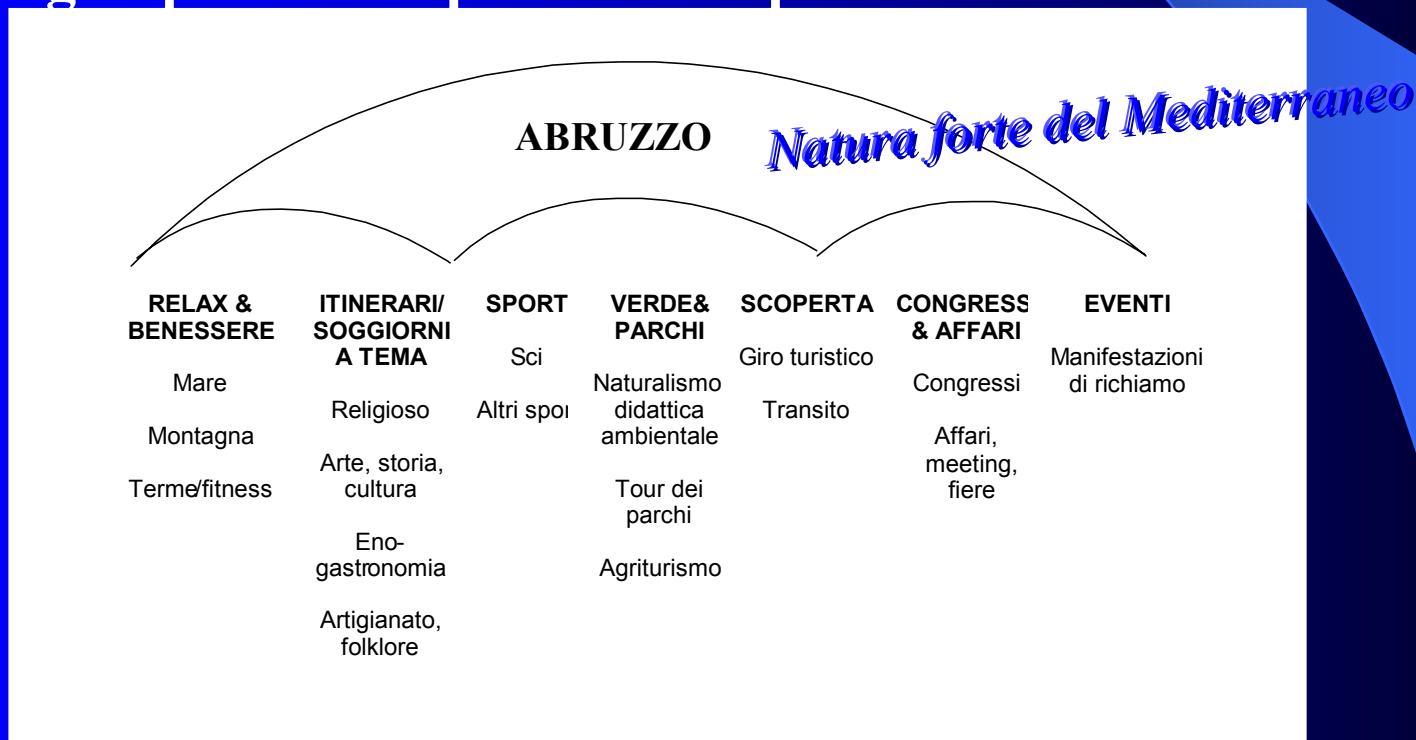 ABRUZZO
Natura forte del Mediterraneo
RELAX &
BENESSERE
Mare
Montagna
Terme/fitness
ITINERARI/
SOGGIORNI
A TEMA
Religioso
Arte, storia,
cultura
Eno-
gastronomia
Artigianato,
folklore
SPORT
Sci
Altri spor
VERDE&
PARCHI
Naturalismo
didattica
ambientale
Tour dei
parchi
Agriturismo
SCOPERTA
Giro turistico
Transito
CONGRESS
& AFFARI
Congressi
Affari,
meeting,
fiere
EVENTI
Manifestazioni
di richiamo